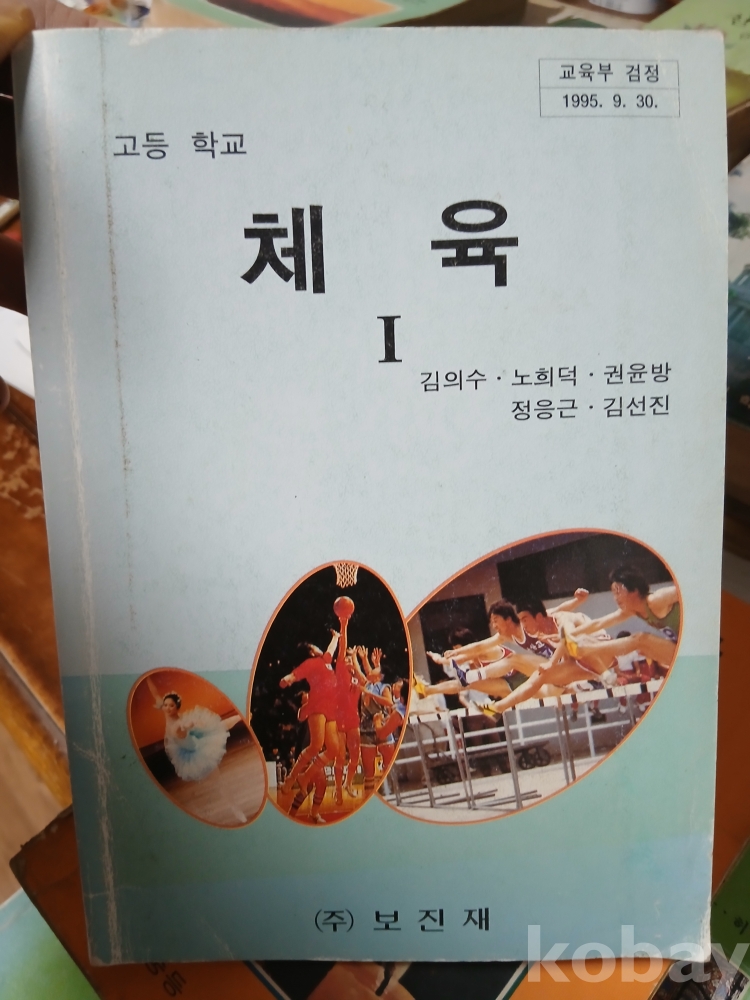 교육부 검정
1995. 9. 30.
고등 학교
체 육
I
김의수 · 노희덕 · 권윤방
정응근 · 김선진
(주) 보진재
kobay